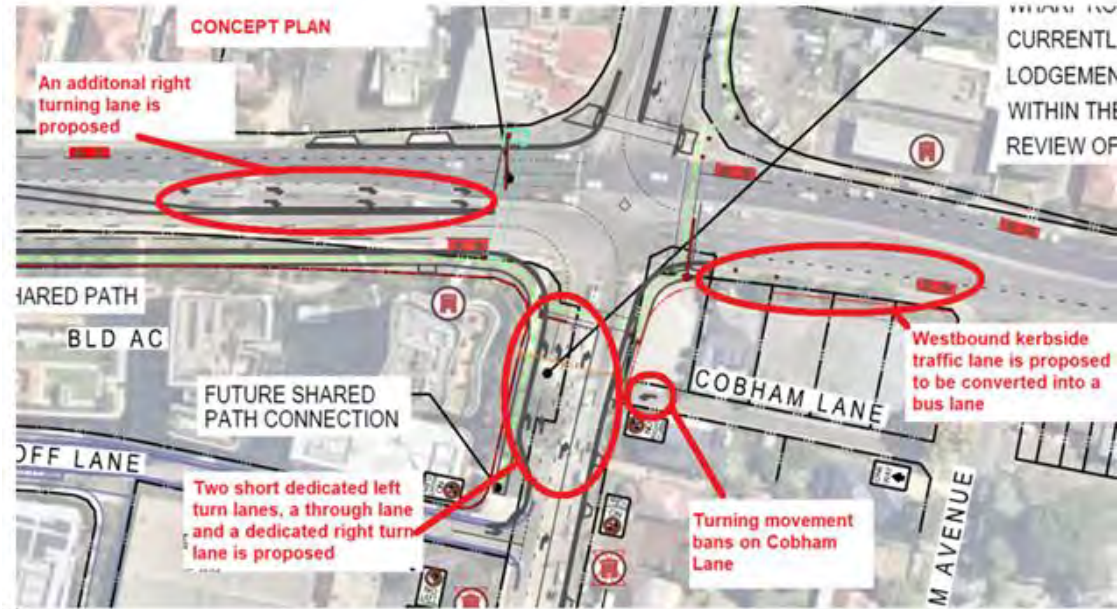 CONCEPT PLAN
WHARF RO
CURRENTL
LODGEMEN
WITHIN THE
REVIEW OF
An additonal right
turning lane is
proposed
HARED PATH
BLD AC
FUTURE SHARED
PATH CONNECTION
OFF LANE
Two short dedicated left
turn lanes, a through lane
and a dedicated right turn
lane is proposed
Westbound kerbside
traffic lane is proposed
to be converted into a
bus lane
COBHAM LANE
Turning movement
bans on Cobham
Lane
M AVENUE